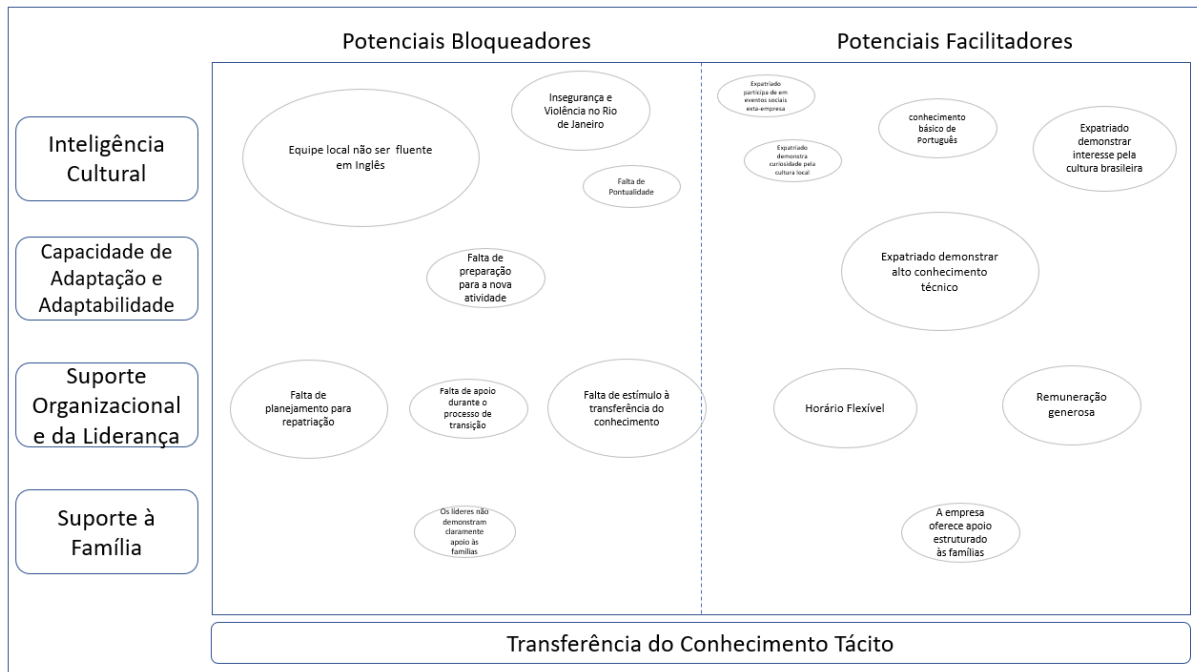 Potenciais Bloqueadores
Potenciais Facilitadores
Inteligência
Cultural
Equipe local não ser fluente
em Inglês
Insegurança e
Violência no Rio
de Janeiro
Falta de
Pontualidade
Expatriado
participa de em
eventos sociais
exta-empresa
Expatriado
demonstra
curiosidade pela
cultura local
conhecimento
básico de
Português
Expatriado
demonstrar
interesse pela
cultura brasileira
Capacidade de
Adaptação e
Adaptabilidade
Falta de
preparação
para a nova
atividade
Expatriado demonstrar
alto conhecimento
técnico
Suporte
Organizacional
e da Liderança
Falta de
planejamento para
repatriação
Falta de apoio
durante o
processo de
transição
Falta de estímulo à
transferência do
conhecimento
Horário Flexível
Remuneração
generosa
Suporte à
Família
Os líderes não
demonstram
claramente
apoio às
famílias
A empresa
oferece apoio
estruturado
às famílias
Transferência do Conhecimento Tácito